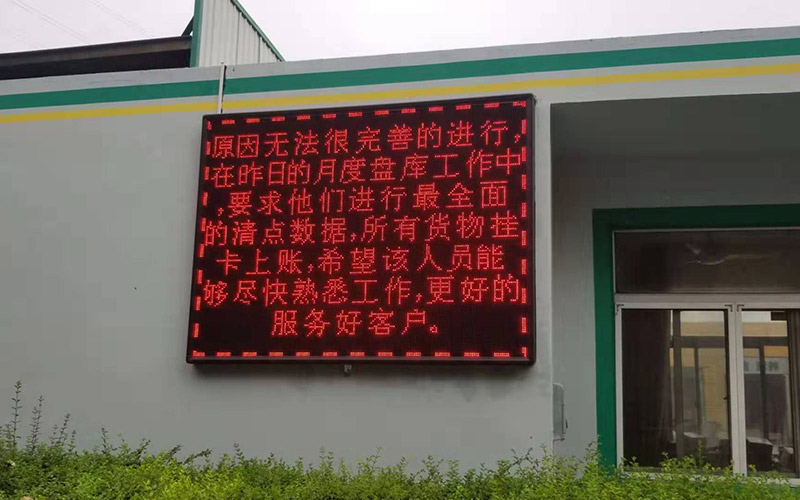 原因无法很完善的进行,
在昨日的月度盘库工作中
,要求他们进行最全面
的清点数据,所有货物挂
卡上账,希望该人员能
够尽快熟悉工作,更好的
服务好客户。